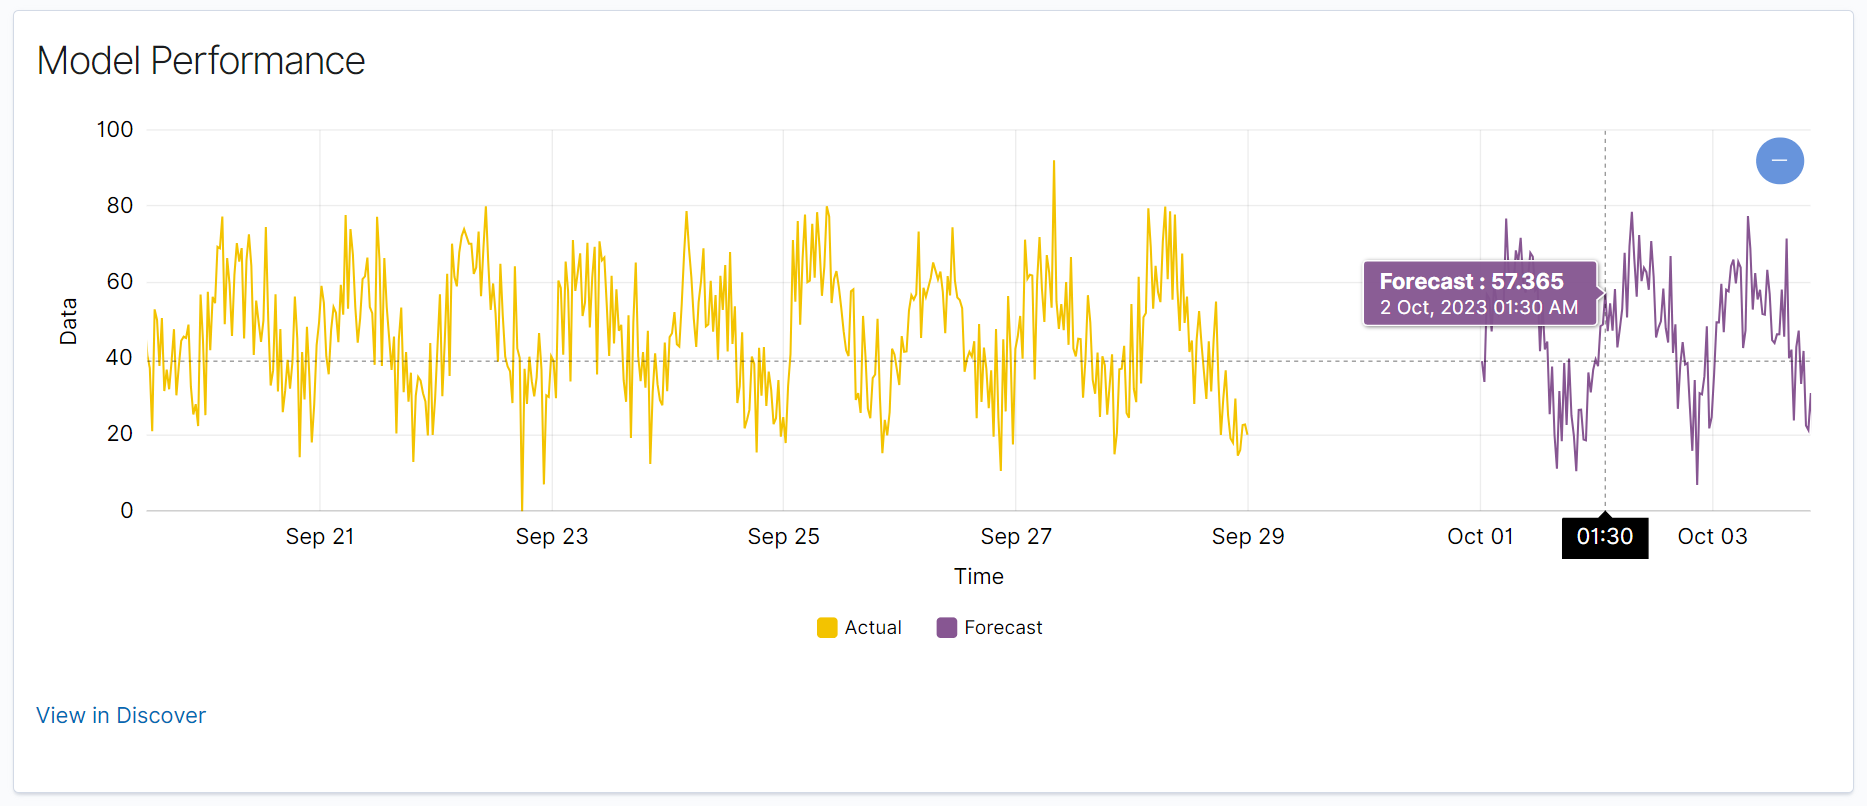 Model Performance
100
80
60
40
20
0
Data
Forecast : 57.365
2 Oct, 2023 01:30 AM
Sep 21
Sep 23
Sep 25
Sep 27
Sep 29
Oct 01
01:30
Oct 03
Time
Actual
Forecast
View in Discover